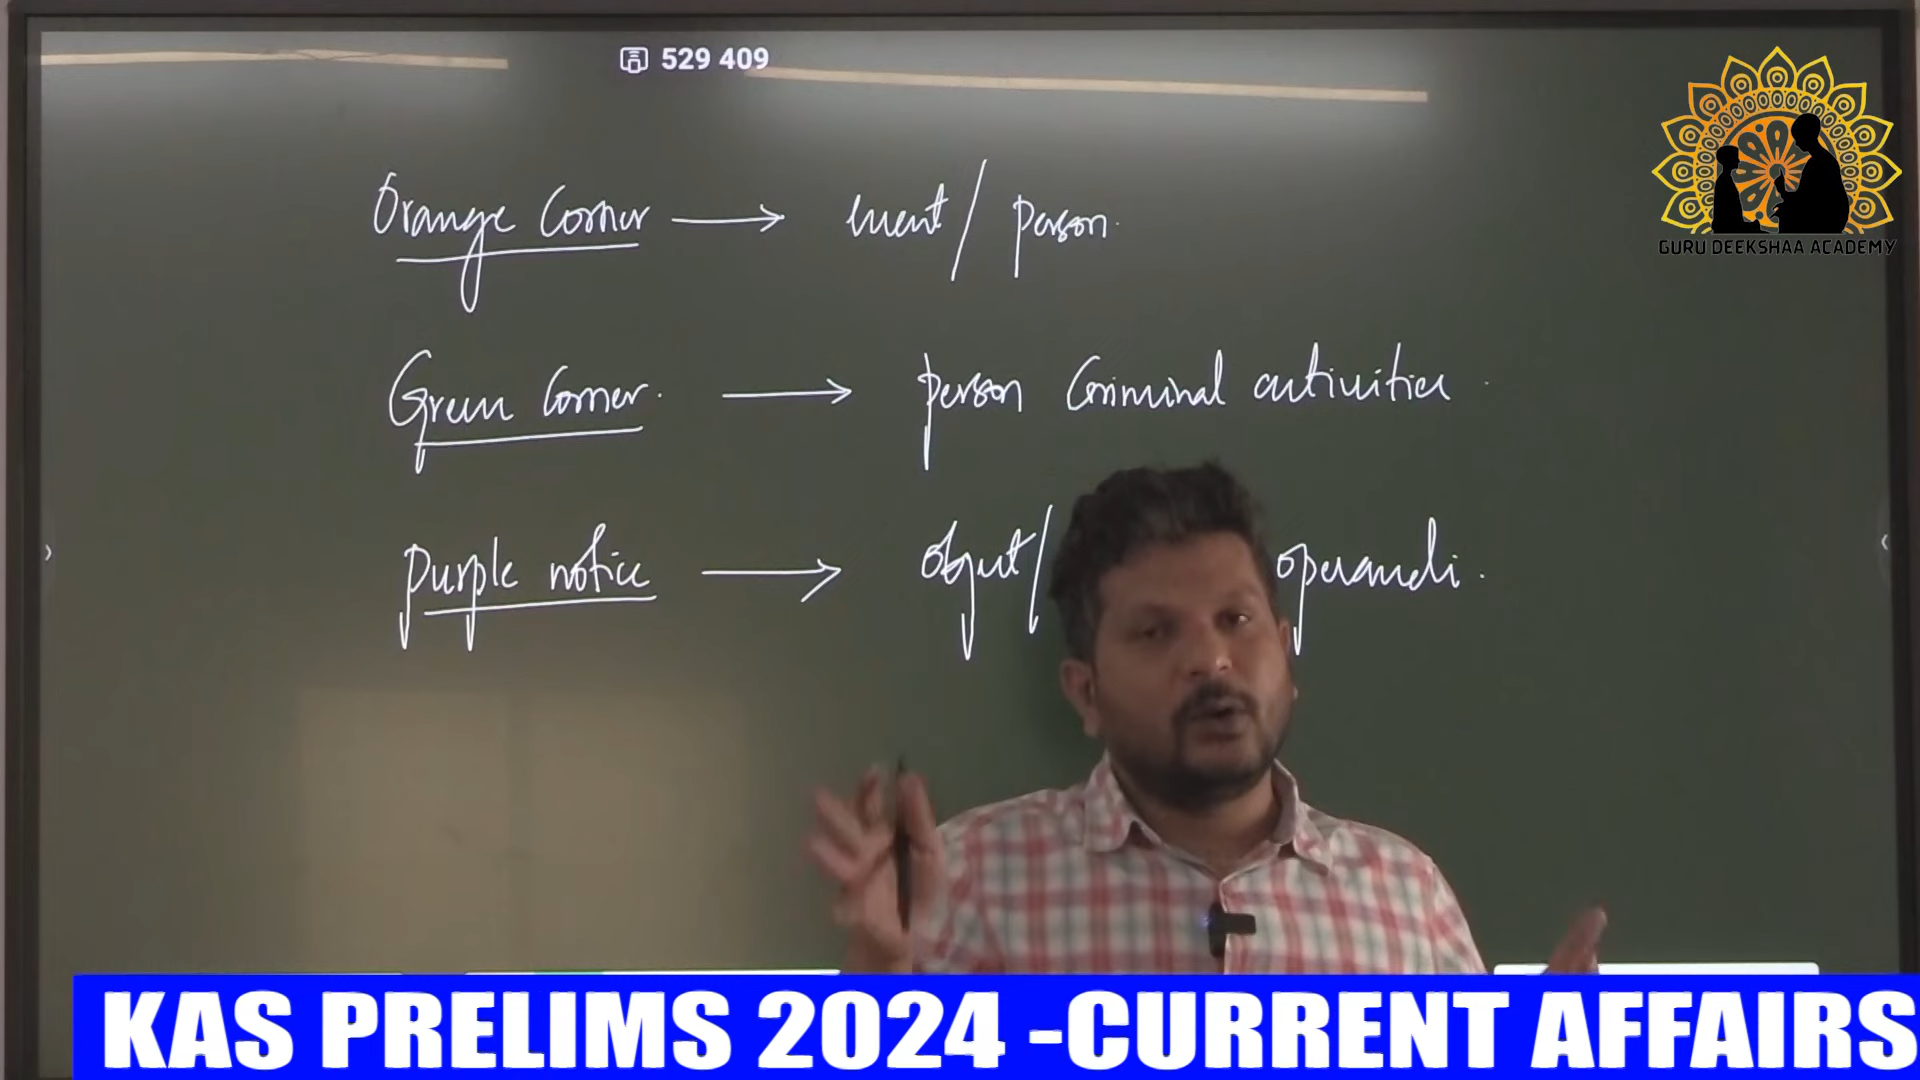 529 409
GURU DEEKSHAA ACADEMY
Orange Corner → event / person.
Green Corner. → person Criminal activities.
purple notice → Object / operandi.
KAS PRELIMS 2024 -CURRENT AFFAIRS